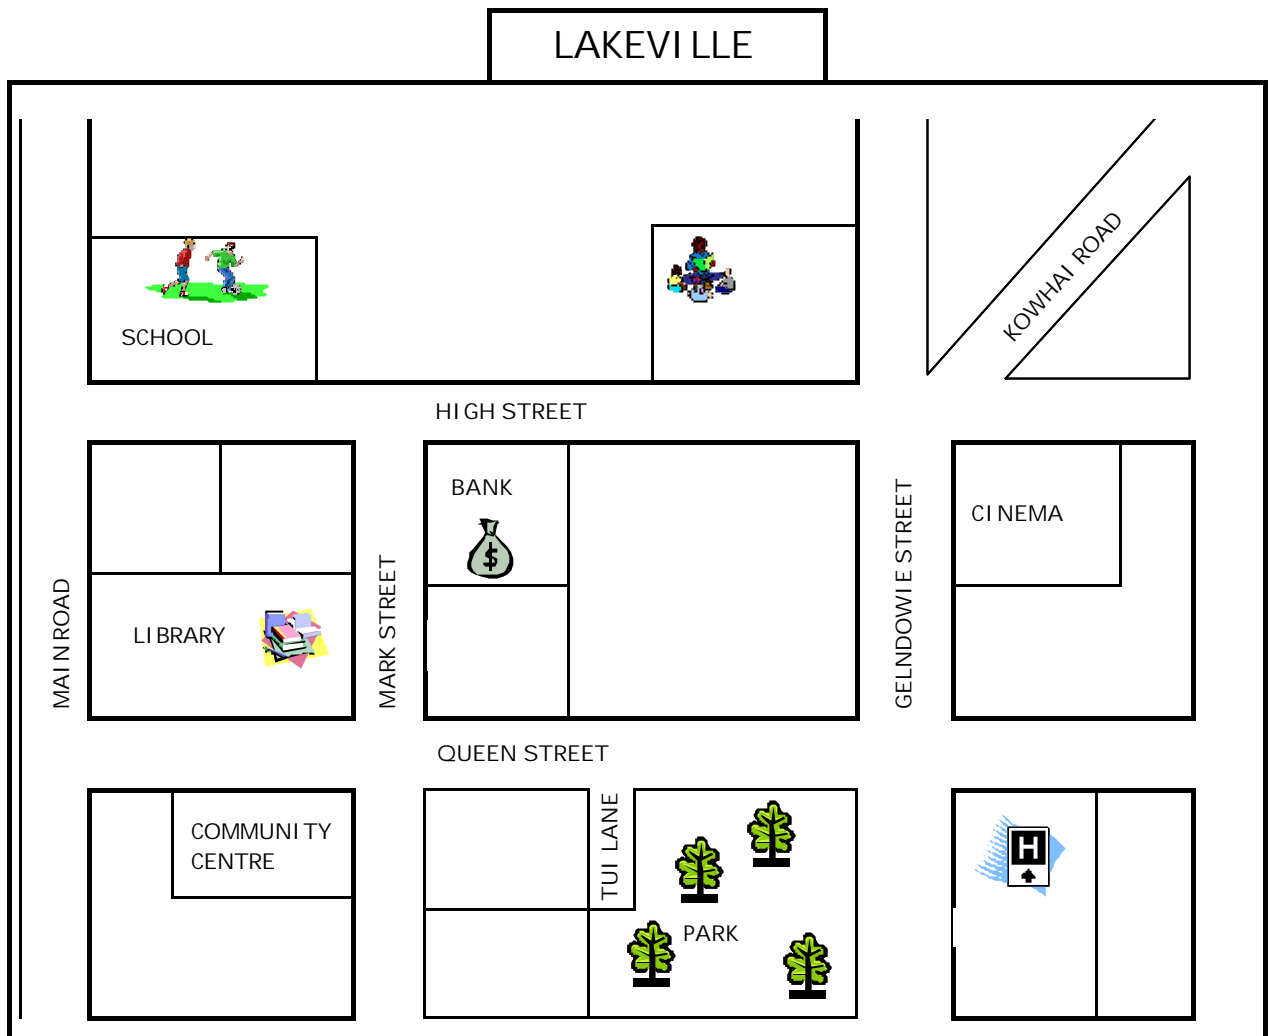 LAKEVILLE
KOWHAI ROAD
SCHOOL
HIGH STREET
BANK
$
CINEMA
MAIN ROAD
LIBRARY
MARK STREET
GELNDOWIE STREET
QUEEN STREET
COMMUNITY
CENTRE
TUI LANE
H
PARK